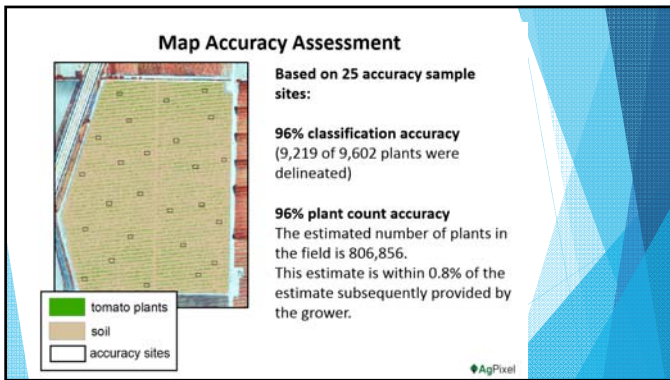 Map Accuracy Assessment
Based on 25 accuracy sample
sites:
96% classification accuracy
(9,219 of 9,602 plants were
delineated)
96% plant count accuracy
The estimated number of plants in
the field is 806,856.
This estimate is within 0.8% of the
estimate subsequently provided by
the grower.
tomato plants
soil
accuracy sites
AgPixel